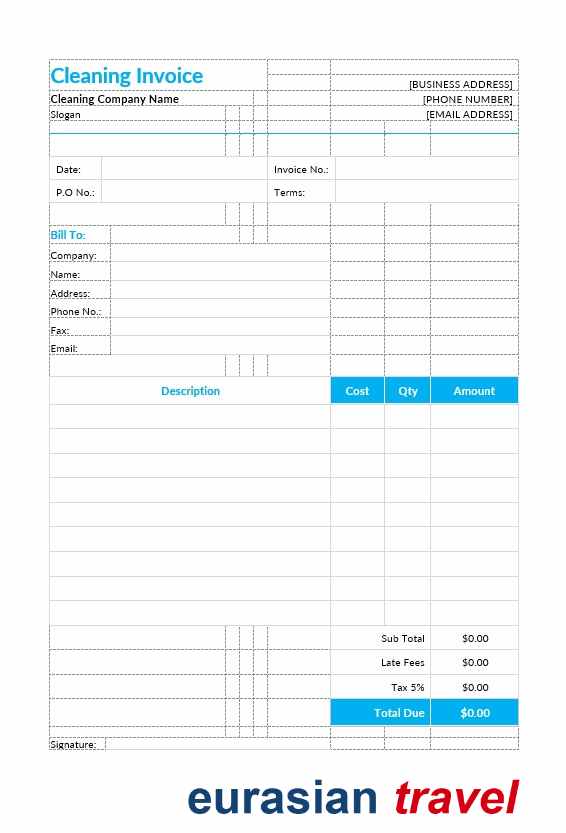 Cleaning Invoice
[BUSINESS ADDRESS]
Cleaning Company Name [PHONE NUMBER]
Slogan [EMAIL ADDRESS]
Date: Invoice No.:
P.O No.: Terms:
Bill To:
Company:
Name:
Address:
Phone No.:
Fax:
Email:
Description Cost Qty Amount
Sub Total $0.00
Late Fees $0.00
Tax 5% $0.00
Total Due $0.00
Signature:
eurasian travel